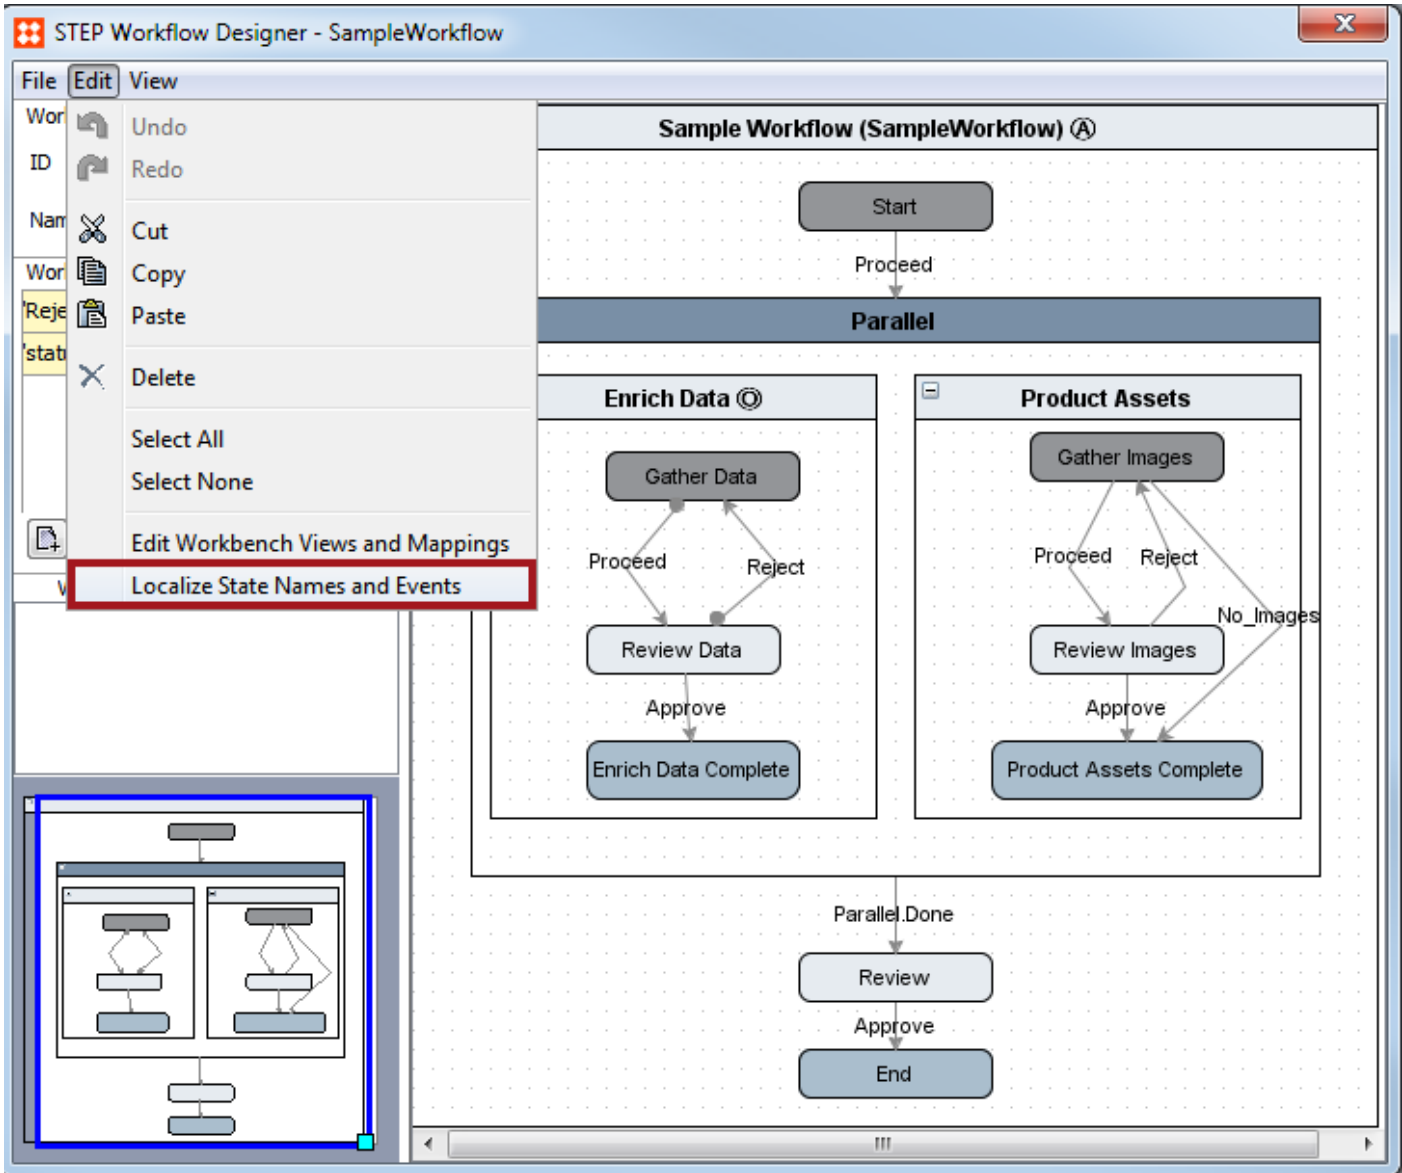 STEP Workflow Designer - SampleWorkflow
X
File Edit View
Undo
Redo
Cut
Copy
Paste
Delete
Select All
Select None
Edit Workbench Views and Mappings
Localize State Names and Events
Wor
ID
Nam
Wor
'Reje
'stat
Sample Workflow (SampleWorkflow) Ⓐ
Start
Proceed
Parallel
Enrich Data
Gather Data
Proceed
Reject
Review Data
Approve
Enrich Data Complete
Product Assets
Gather Images
Proceed
Reject
No_Images
Review Images
Approve
Product Assets Complete
Parallel.Done
Review
Approve
End